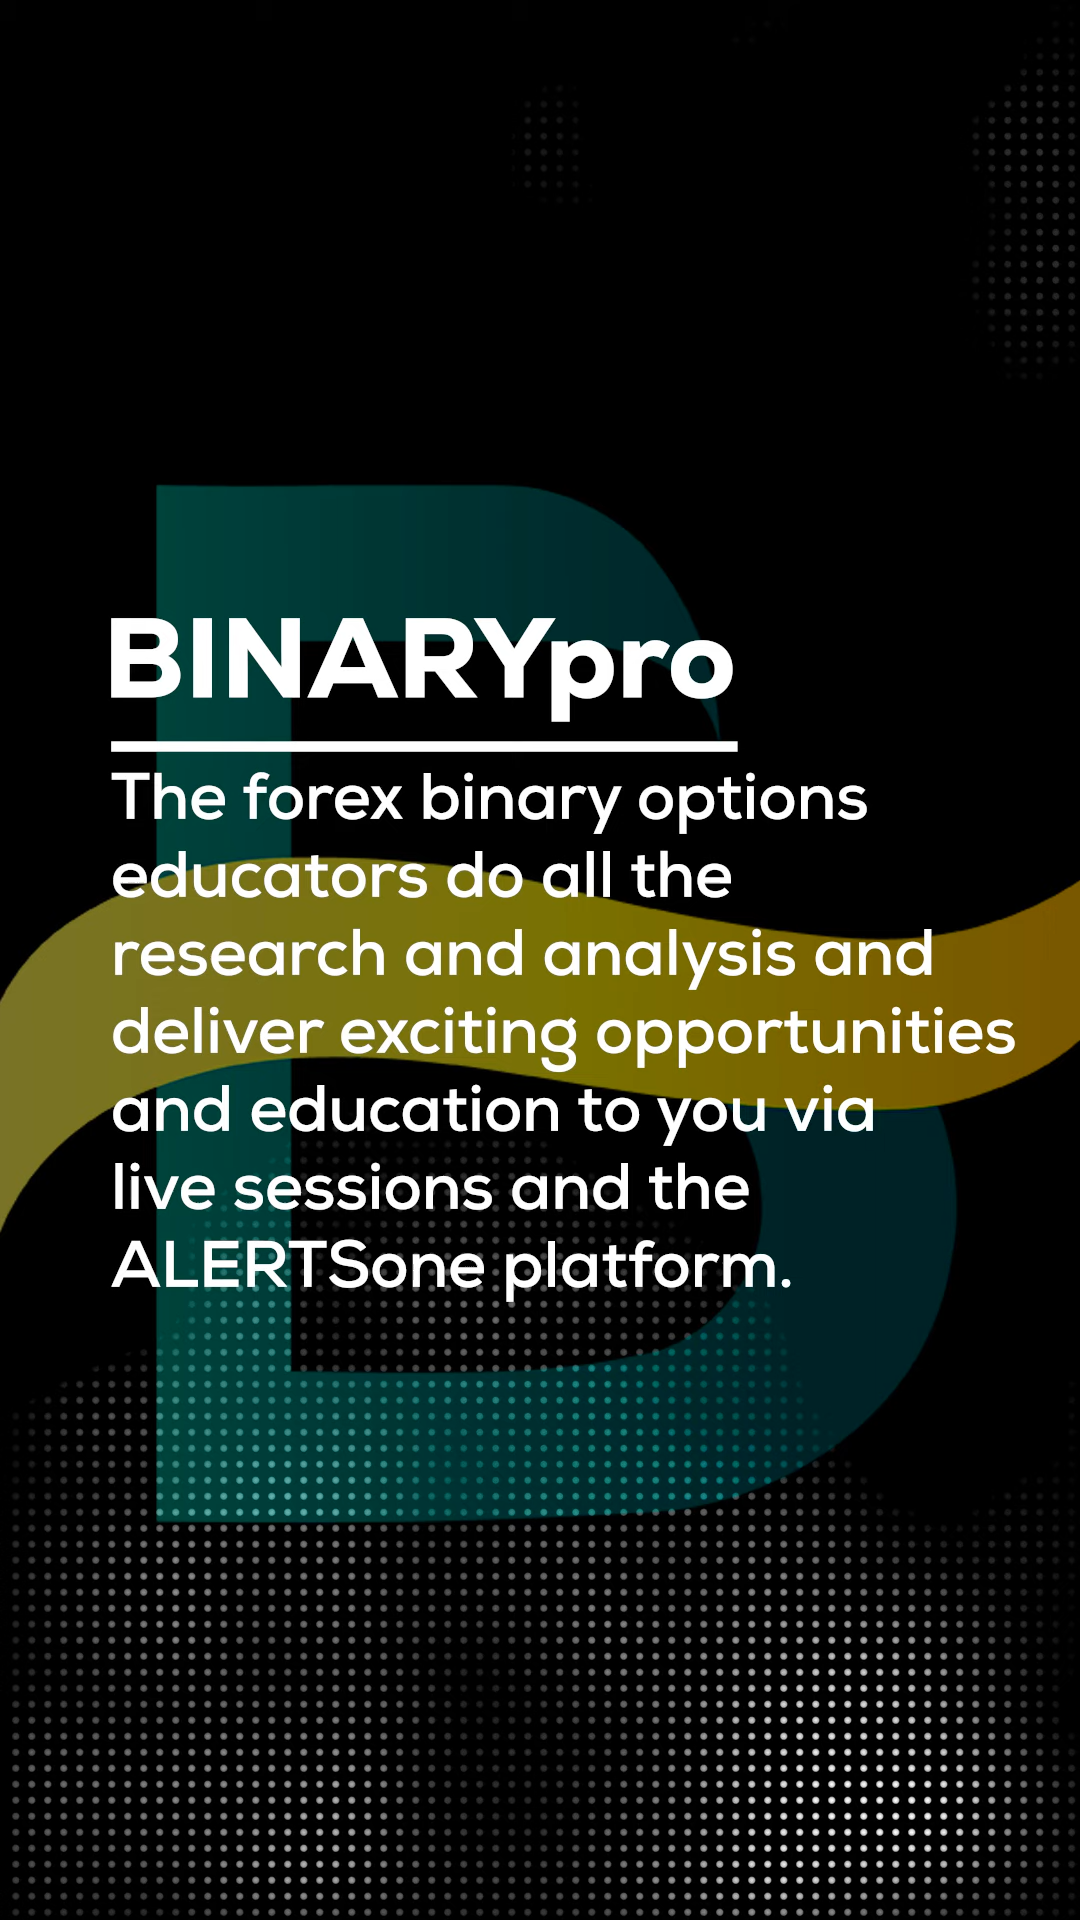 BINARYpro
The forex binary options
educators do all the
research and analysis and
deliver exciting opportunities
and education to you via
live sessions and the
ALERTSone platform.